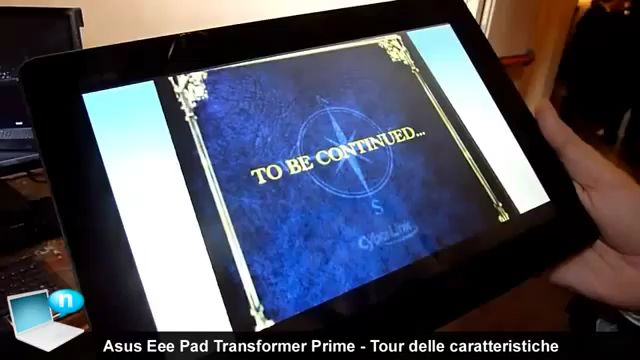 TO BE CONTINUED...
S
CyberLink
n
Asus Eee Pad Transformer Prime - Tour delle caratteristiche